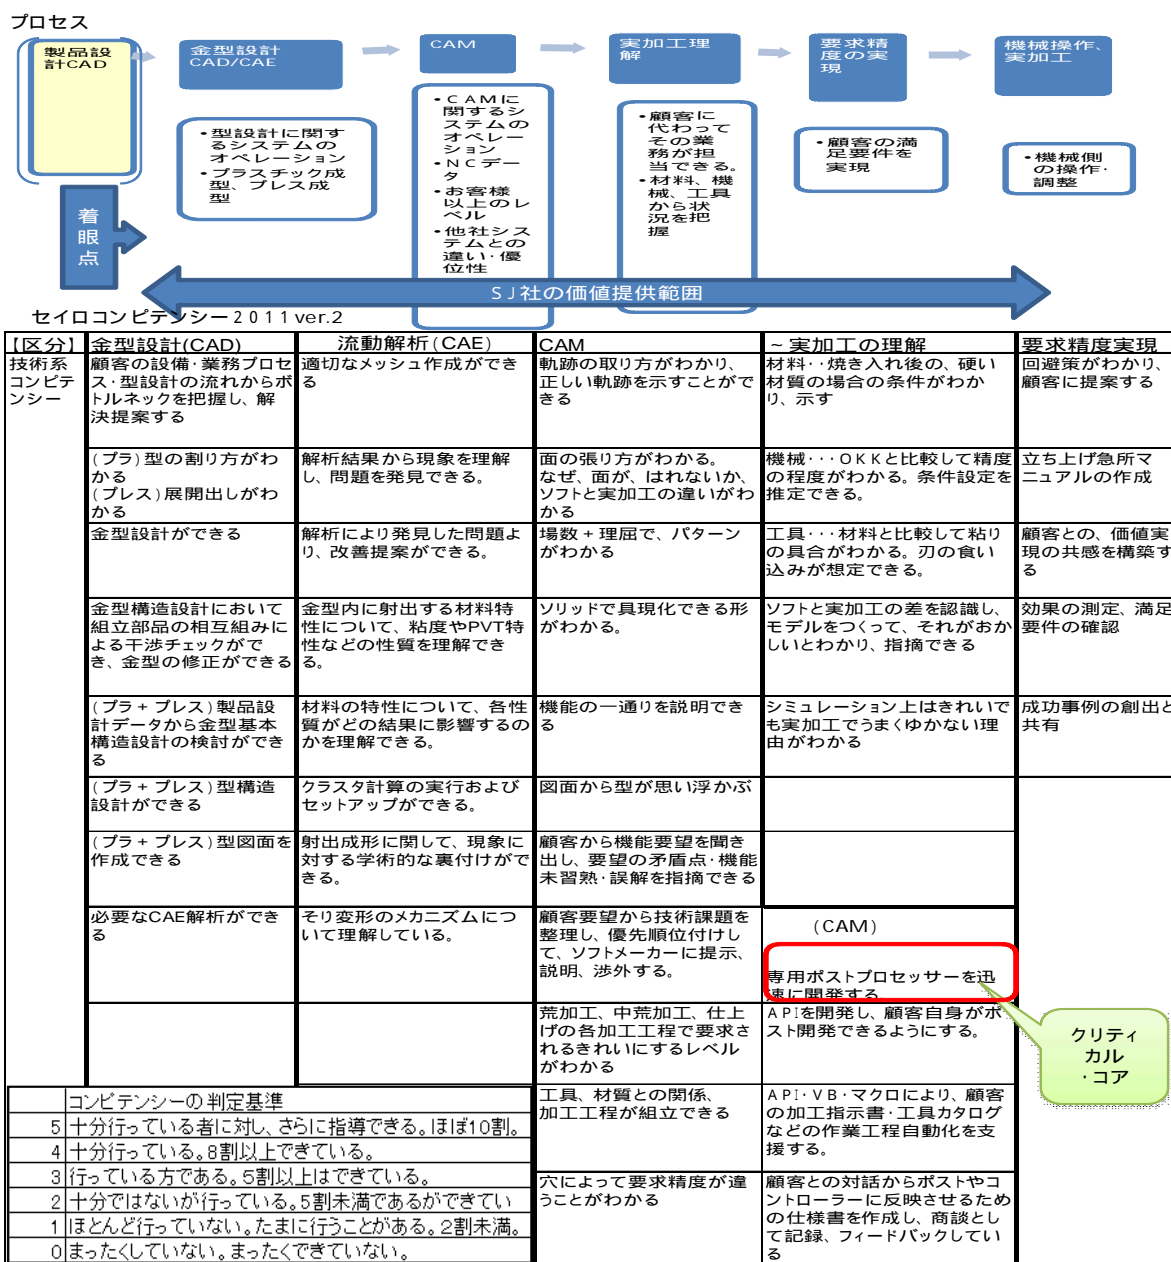 プロセス
製品設
計CAD
金型設計
CAD/CAE
CAM
実加工理
解
要求精
度の実
現
機械操作、
実加工
・型設計に関す
るシステムの
オペレーション
・プラスチック成
型、プレス成
型
・CAMに
関するシ
ステムの
オペレー
ション
・NCデー
タ
・お客様
以上のレ
ベル
・他社シス
テムとの
違い・優
位性
・顧客に
代わって
その業
務が担
当できる。
・材料、機
械、工具
から状
況を把
握
・顧客の満
足要件を
実現
・機械側
の操作・
調整
着
眼
点
SJ社の価値提供範囲
セイロコンピテンシー2011ver.2
【区分】
金型設計(CAD)
流動解析(CAE)
CAM
~実加工の理解
要求精度実現
技術系
コンピテ
ンシー
顧客の設備・業務プロセ
ス・型設計の流れからボ
トルネックを把握し、解
決提案する
適切なメッシュ作成ができ
る
軌跡の取り方がわかり、
正しい軌跡を示すことがで
きる
材料・・焼き入れ後の、硬い
材質の場合の条件がわか
り、示す
回避策がわかり、
顧客に提案する
(プラ)型の割り方がわ
かる
(プレス)展開出しがわ
かる
解析結果から現象を理解
し、問題を発見できる。
面の張り方がわかる。
なぜ、面が、はれないか、
ソフトと実加工の違いがわ
かる
機械・・・OKKと比較して精度
の程度がわかる。条件設定を
推定できる。
立ち上げ急所マ
ニュアルの作成
金型設計ができる
解析により発見した問題よ
り、改善提案ができる。
場数+理屈で、パターン
がわかる
工具・・・材料と比較して粘り
の具合がわかる。刃の食い
込みが想定できる。
顧客との、価値実
現の共感を構築す
る
金型構造設計において
組立部品の相互組みに
よる干渉チェックがで
き、金型の修正ができる
金型内に射出する材料特
性について、粘度やPVT特
性などの性質を理解でき
る。
ソリッドで具現化できる形
がわかる。
ソフトと実加工の差を認識し、
モデルをつくって、それがおか
しいとわかり、指摘できる
効果の測定、満足
要件の確認
(プラ+プレス)製品設
計データから金型基本
構造設計の検討ができ
る
材料の特性について、各性
質がどの結果に影響するの
かを理解できる。
機能の一通りを説明でき
る
シミュレーション上はきれいで
も実加工でうまくゆかない理
由がわかる
成功事例の創出と
共有
(プラ+プレス)型構造
設計ができる
クラスタ計算の実行および
セットアップができる。
図面から型が思い浮かぶ
(プラ+プレス)型図面を
作成できる
射出成形に関して、現象に
対する学術的な裏付けがで
きる。
顧客から機能要望を聞き
出し、要望の矛盾点・機能
未習熟・誤解を指摘できる
必要なCAE解析ができ
る
そり変形のメカニズムにつ
いて理解している。
顧客要望から技術課題を
整理し、優先順位付けし
て、ソフトメーカーに提示、
説明、渉外する。
(CAM)
専用ポストプロセッサーを迅
速に開発する
クリティ
カル
・コア
荒加工、中荒加工、仕上
げの各加工工程で要求さ
れるきれいにするレベル
がわかる
APIを開発し、顧客自身がポ
スト開発できるようにする。
工具、材質との関係、
加工工程が組立できる
API・VB・マクロにより、顧客
の加工指示書・工具カタログ
などの作業工程自動化を支
援する。
穴によって要求精度が違
うことがわかる
顧客との対話からポストやコ
ントローラーに反映させるため
の仕様書を作成し、商談とし
て記録、フィードバックしてい
る
コンピテンシーの判定基準
5 十分行っている者に対し、さらに指導できる。ほぼ10割。
4 十分行っている。8割以上できている。
3 行っている方である。5割以上はできている。
2 十分ではないが行っている。5割未満であるができてい
1 ほとんど行っていない。たまに行うことがある。2割未満。
0 まったくしていない。まったくできていない。